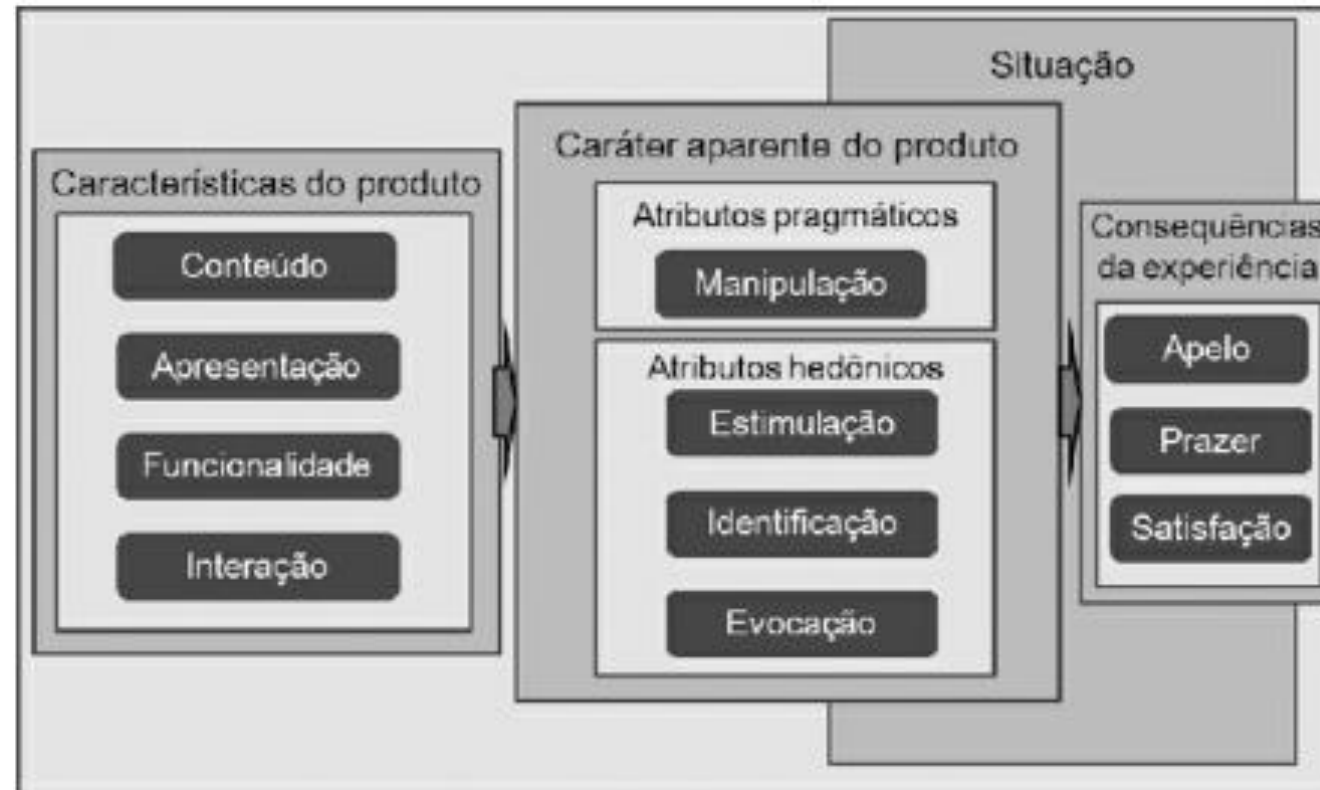 Situação
Caráter aparente do produto
Características do produto
Atributos pragmáticos
Consequências
da experiência
Conteúdo
Manipulação
Apresentação
Atributos hedônicos
Apelo
Estimulação
Funcionalidade
Prazer
Identificação
Satisfação
Interação
Evocação